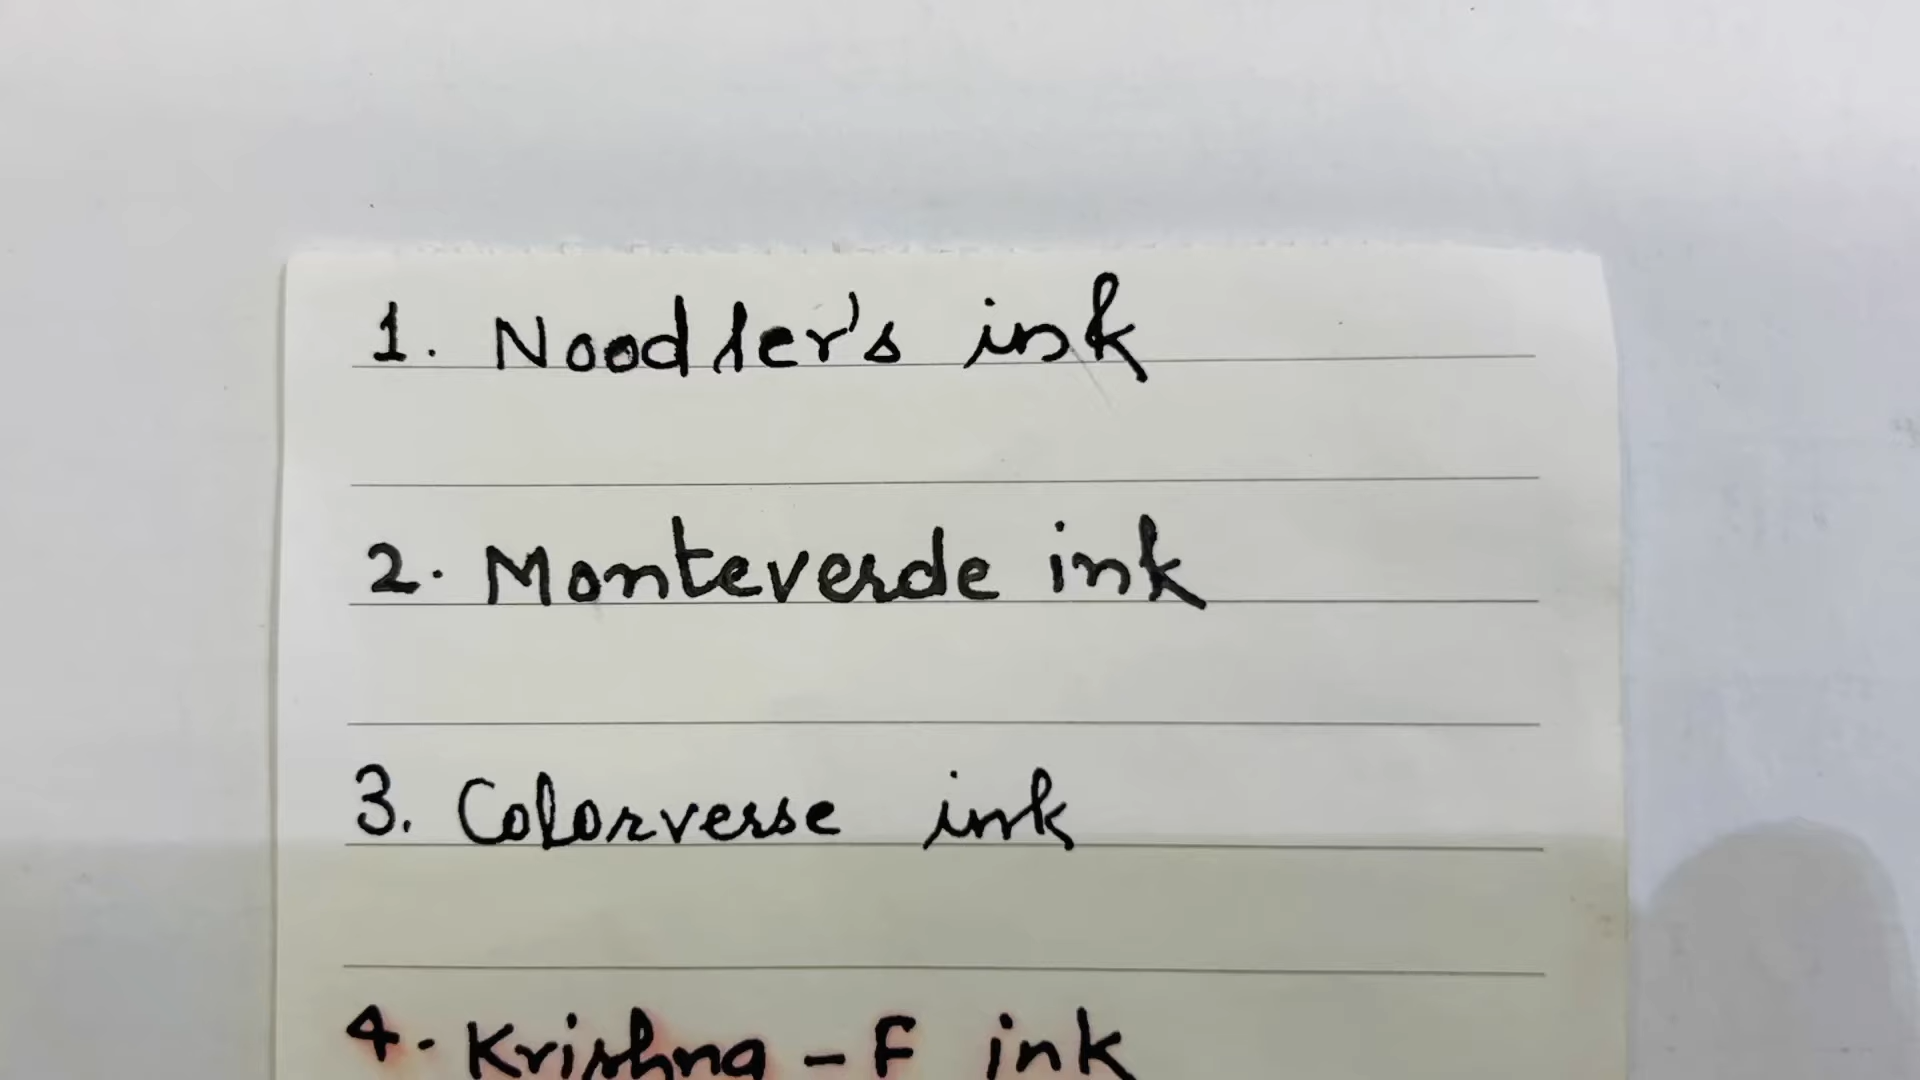 1. Noodler's ink
2. Monteverde ink
3. Colorverse ink
4. Krishna - F ink